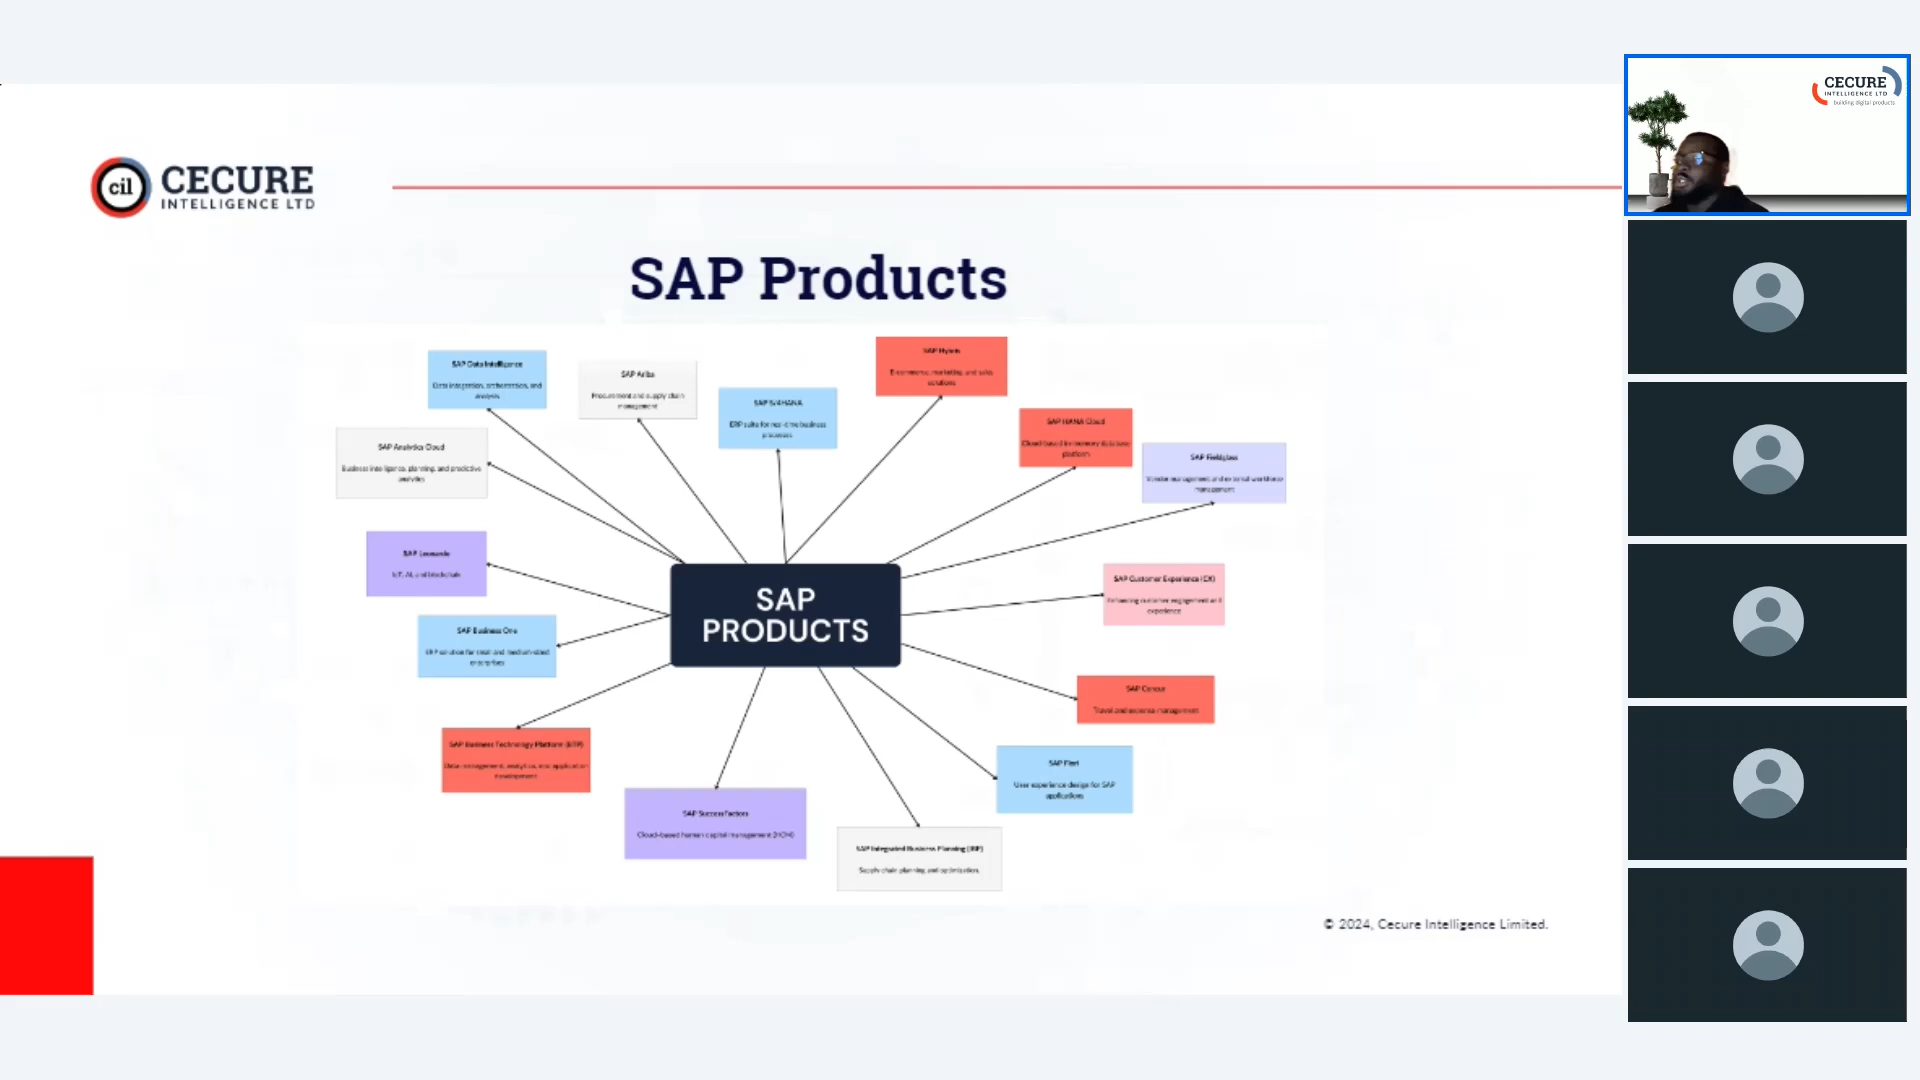 CECURE
INTELLIGENCE LTD
building digital products
cil
CECURE
INTELLIGENCE LTD
SAP Products
SAP Data Intelligence
Data integration, orchestration, and
analysis.
SAP Ariba
Procurement and supply chain
management
SAP S/4HANA
ERP suite for real-time business
processes
SAP Hybris
E-commerce, marketing, and sales
solutions
SAP HANA Cloud
Cloud-based in-memory database
platform
SAP Analytics Cloud
Business intelligence, planning, and predictive
analytics
SAP Fieldglass
Vendor management and external workforce
management
SAP Leonardo
IoT, AI, and blockchain
SAP Customer Experience (CX)
Enhancing customer engagement and
experience
SAP
PRODUCTS
SAP Business One
ERP solution for small and medium-sized
enterprises
SAP Concur
Travel and expense management
SAP Business Technology Platform (BTP)
Data management, analytics, and application
development
SAP Fiori
User experience design for SAP
applications
SAP SuccessFactors
Cloud-based human capital management (HCM)
SAP Integrated Business Planning (IBP)
Supply chain planning and optimization.
© 2024, Cecure Intelligence Limited.